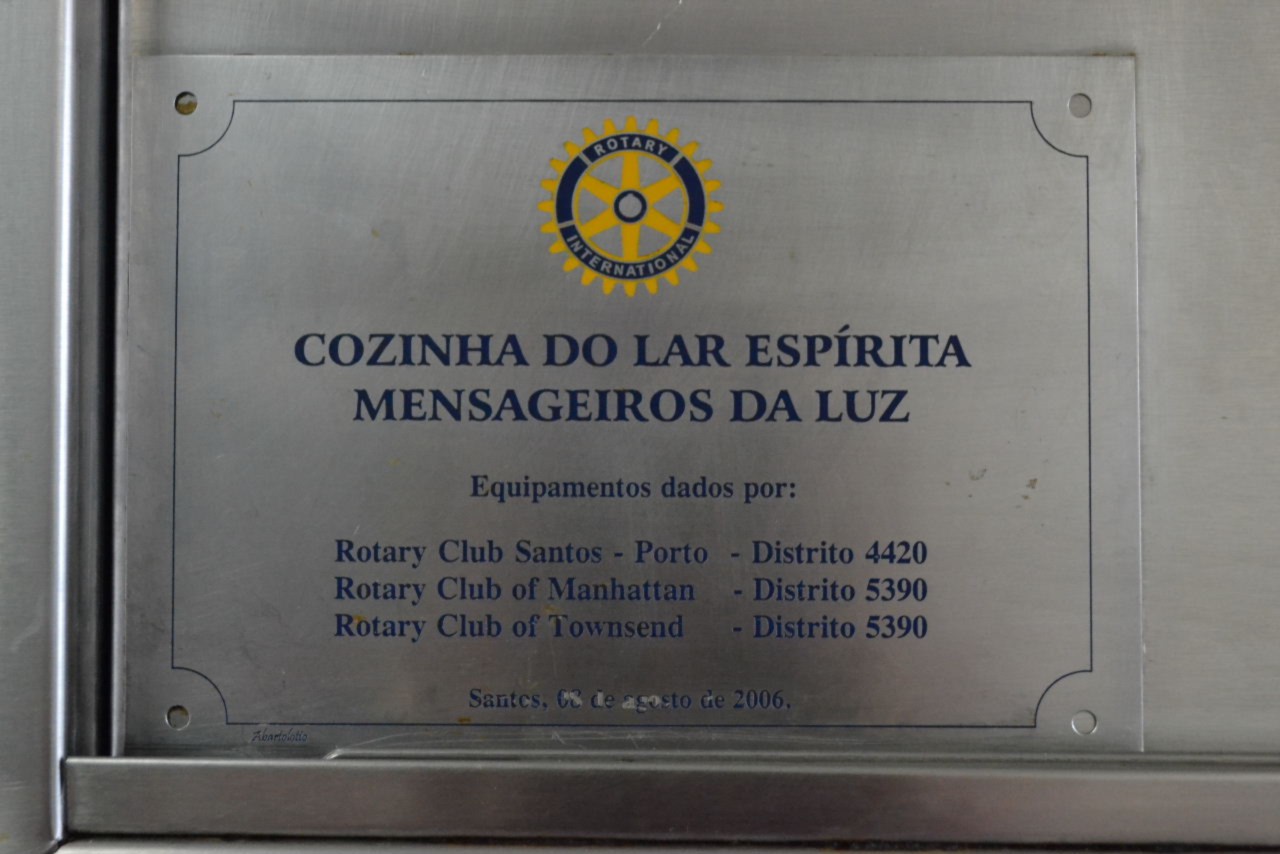 ROTARY
INTERNATIONAL
COZINHA DO LAR ESPÍRITA
MENSAGEIROS DA LUZ
Equipamentos dados por:
Rotary Club Santos - Porto - Distrito 4420
Rotary Club of Manhattan - Distrito 5390
Rotary Club of Townsend - Distrito 5390
Santos, de agosto de 2006.